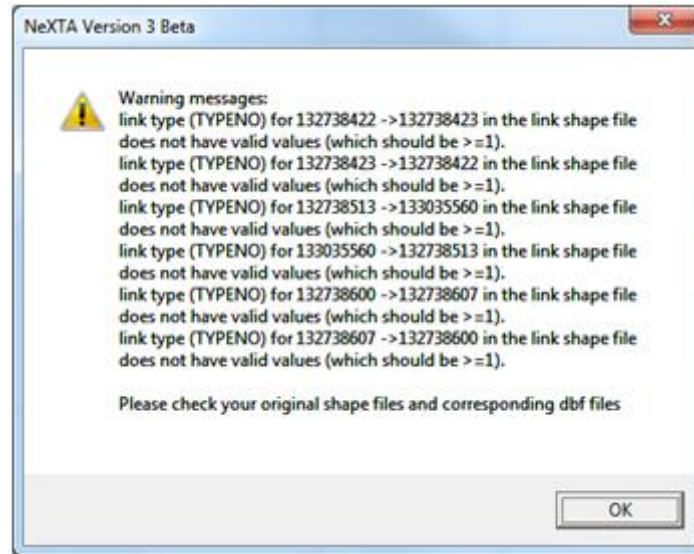 NeXTA Version 3 Beta
Warning messages:
link type (TYPENO) for 132738422 ->132738423 in the link shape file
does not have valid values (which should be >=1).
link type (TYPENO) for 132738423 ->132738422 in the link shape file
does not have valid values (which should be >=1).
link type (TYPENO) for 132738513 ->133035560 in the link shape file
does not have valid values (which should be >=1).
link type (TYPENO) for 133035560 ->132738513 in the link shape file
does not have valid values (which should be >=1).
link type (TYPENO) for 132738600 ->132738607 in the link shape file
does not have valid values (which should be >=1).
link type (TYPENO) for 132738607 ->132738600 in the link shape file
does not have valid values (which should be >=1).
Please check your original shape files and corresponding dbf files
OK